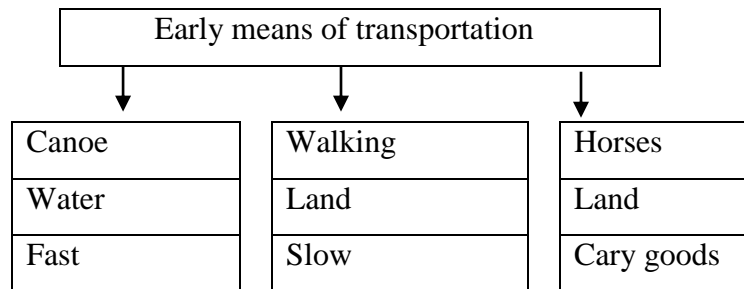 Early means of transportation
Canoe
Water
Fast
Walking
Land
Slow
Horses
Land
Cary goods